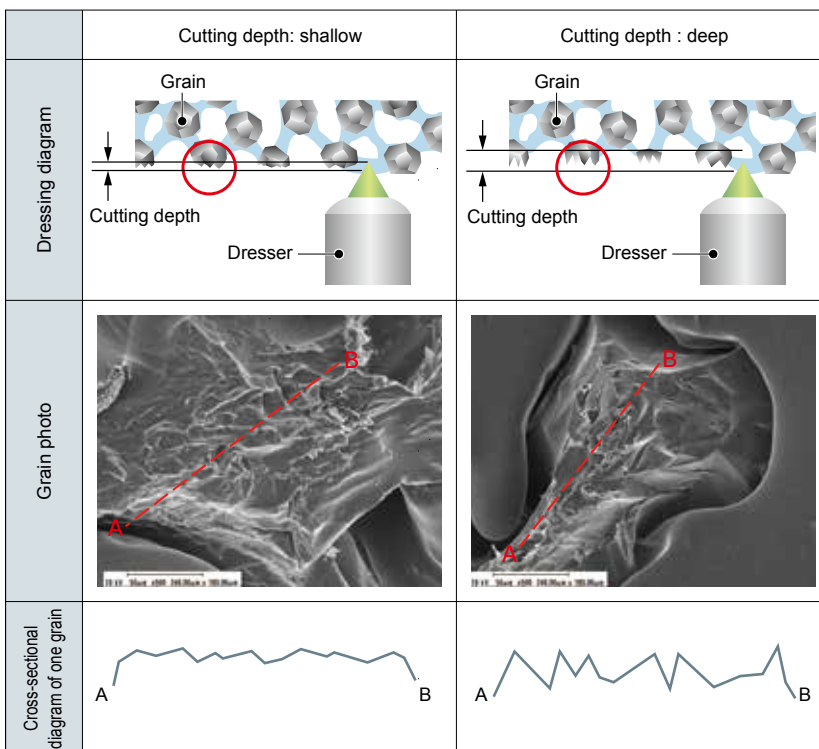 Cutting depth: shallow
Cutting depth : deep
Dressing diagram
Grain
Cutting depth
Dresser
Grain
Cutting depth
Dresser
Grain photo
A
B
A
B
Cross-sectional
diagram of one grain
A
B
A
B